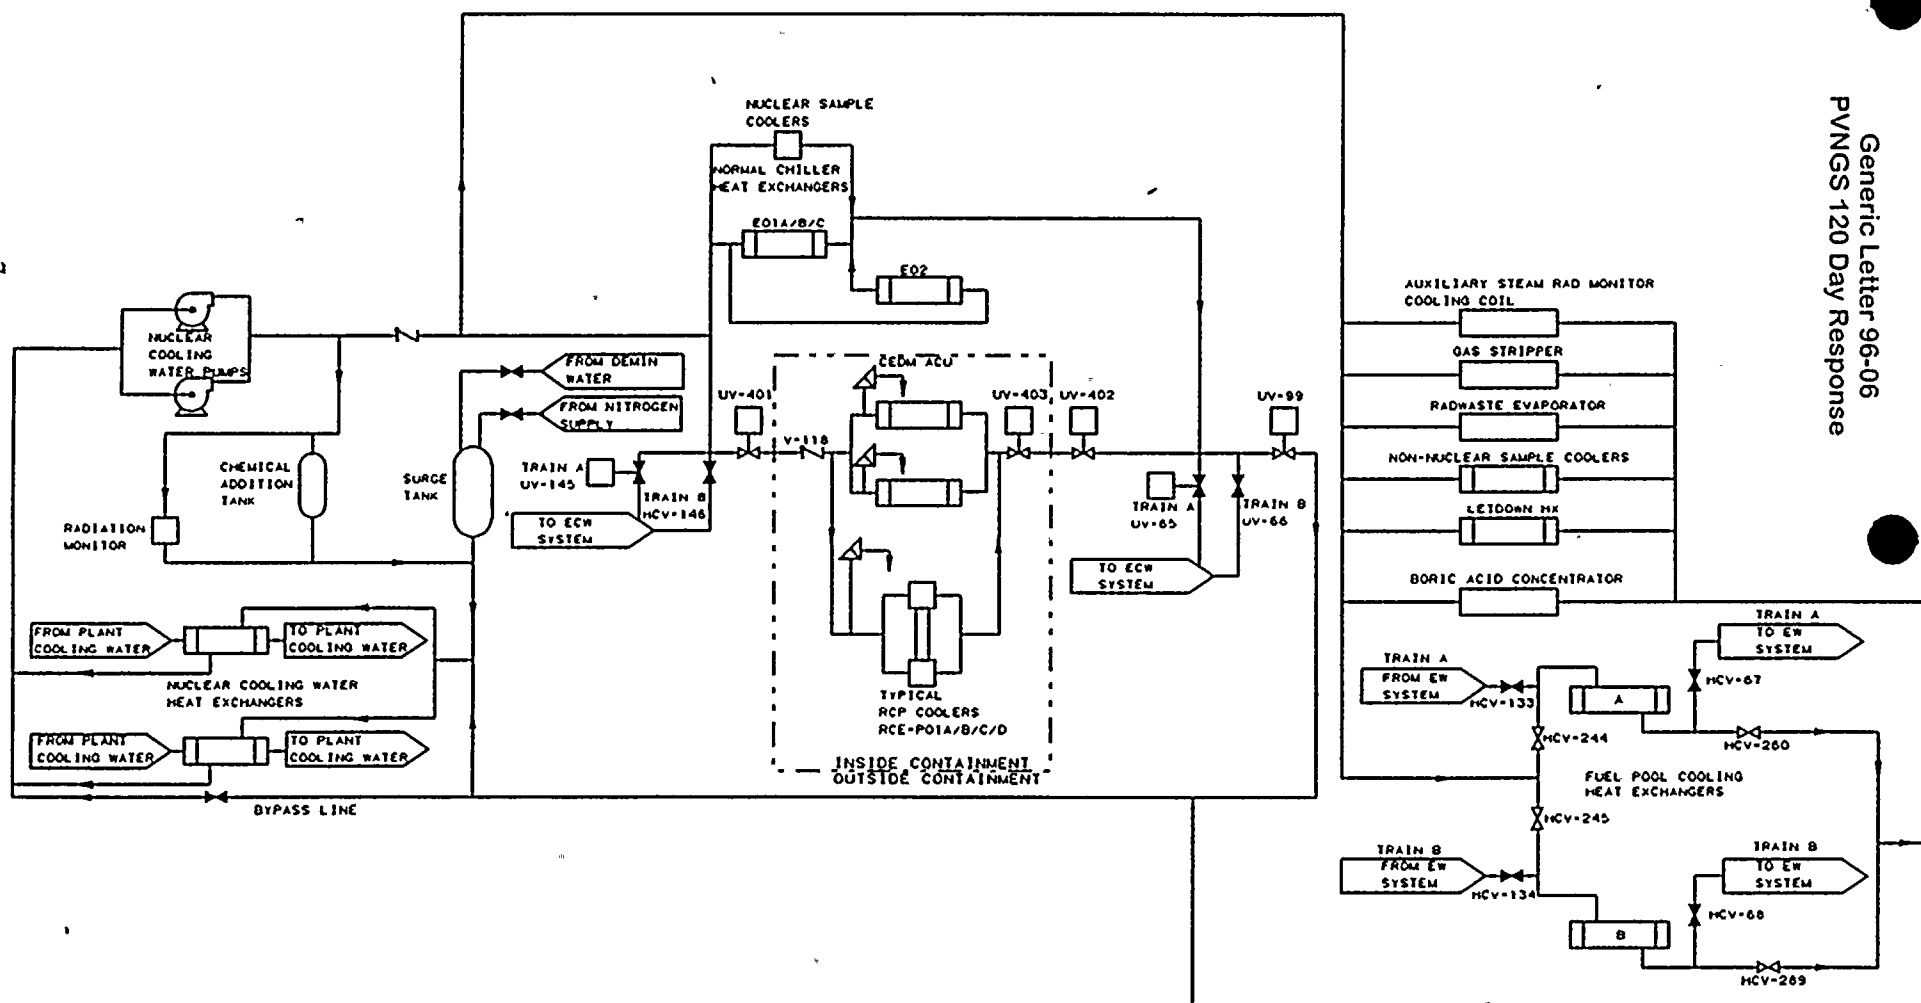 Generic Letter 96-06
PVNGS 120 Day Response
NUCLEAR SAMPLE
COOLERS
NORMAL CHILLER
HEAT EXCHANGERS
E01A/B/C
E02
NUCLEAR
COOLING
WATER PUMPS
FROM DEMIN
WATER
FROM NITROGEN
SUPPLY
CHEMICAL
ADDITION
TANK
SURGE
TANK
RADIATION
MONITOR
TRAIN A
UV-145
TRAIN B
HCV-146
TO ECW
SYSTEM
UV-401
V-118
CEDM ACU
UV-403
UV-402
UV-99
TRAIN A
UV-65
TRAIN B
UV-66
TO ECW
SYSTEM
TYPICAL
RCP COOLERS
RCE-P01A/B/C/D
INSIDE CONTAINMENT
OUTSIDE CONTAINMENT
FROM PLANT
COOLING WATER
TO PLANT
COOLING WATER
NUCLEAR COOLING WATER
HEAT EXCHANGERS
FROM PLANT
COOLING WATER
TO PLANT
COOLING WATER
BYPASS LINE
AUXILIARY STEAM RAD MONITOR
COOLING COIL
GAS STRIPPER
RADWASTE EVAPORATOR
NON-NUCLEAR SAMPLE COOLERS
LETDOWN HX
BORIC ACID CONCENTRATOR
TRAIN A
TO EW
SYSTEM
TRAIN A
FROM EW
SYSTEM
HCV-133
A
HCV-67
HCV-244
HCV-260
FUEL POOL COOLING
HEAT EXCHANGERS
HCV-245
TRAIN B
FROM EW
SYSTEM
HCV-134
TRAIN B
TO EW
SYSTEM
HCV-68
B
HCV-289